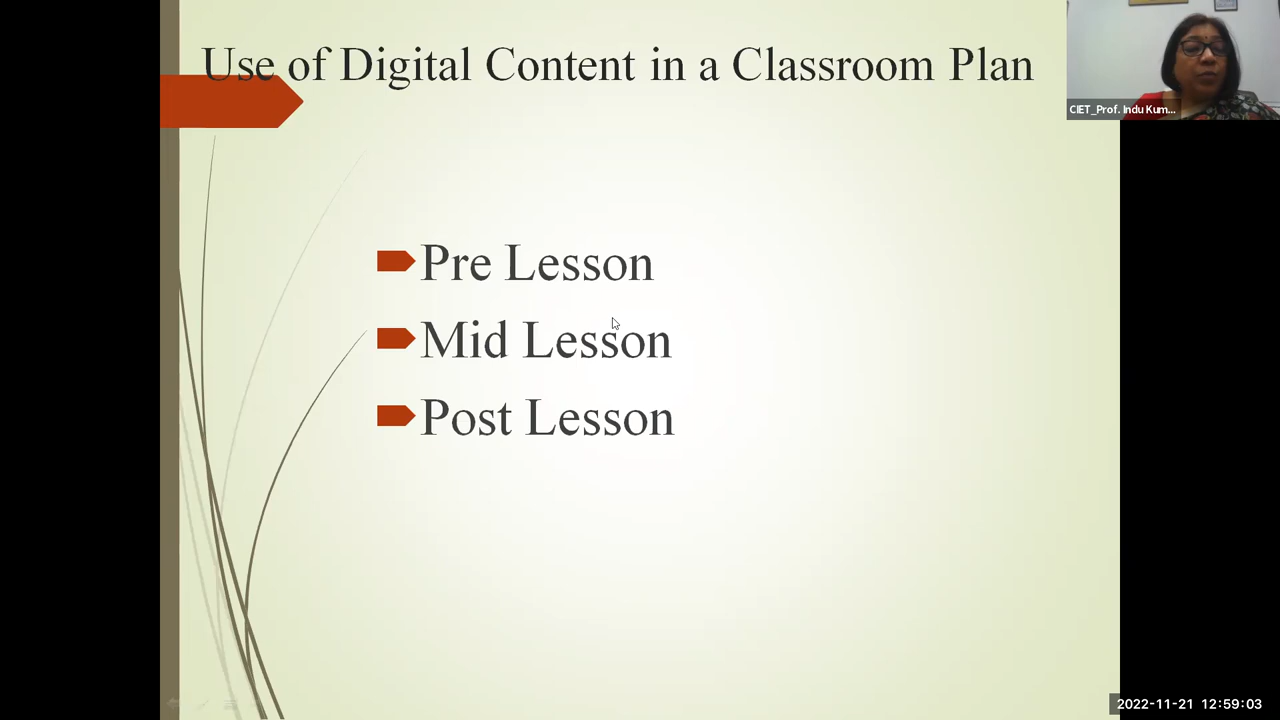 Use of Digital Content in a Classroom Plan
CIET_Prof. Indu Kum...
Pre Lesson
Mid Lesson
Post Lesson
2022-11-21 12:59:03